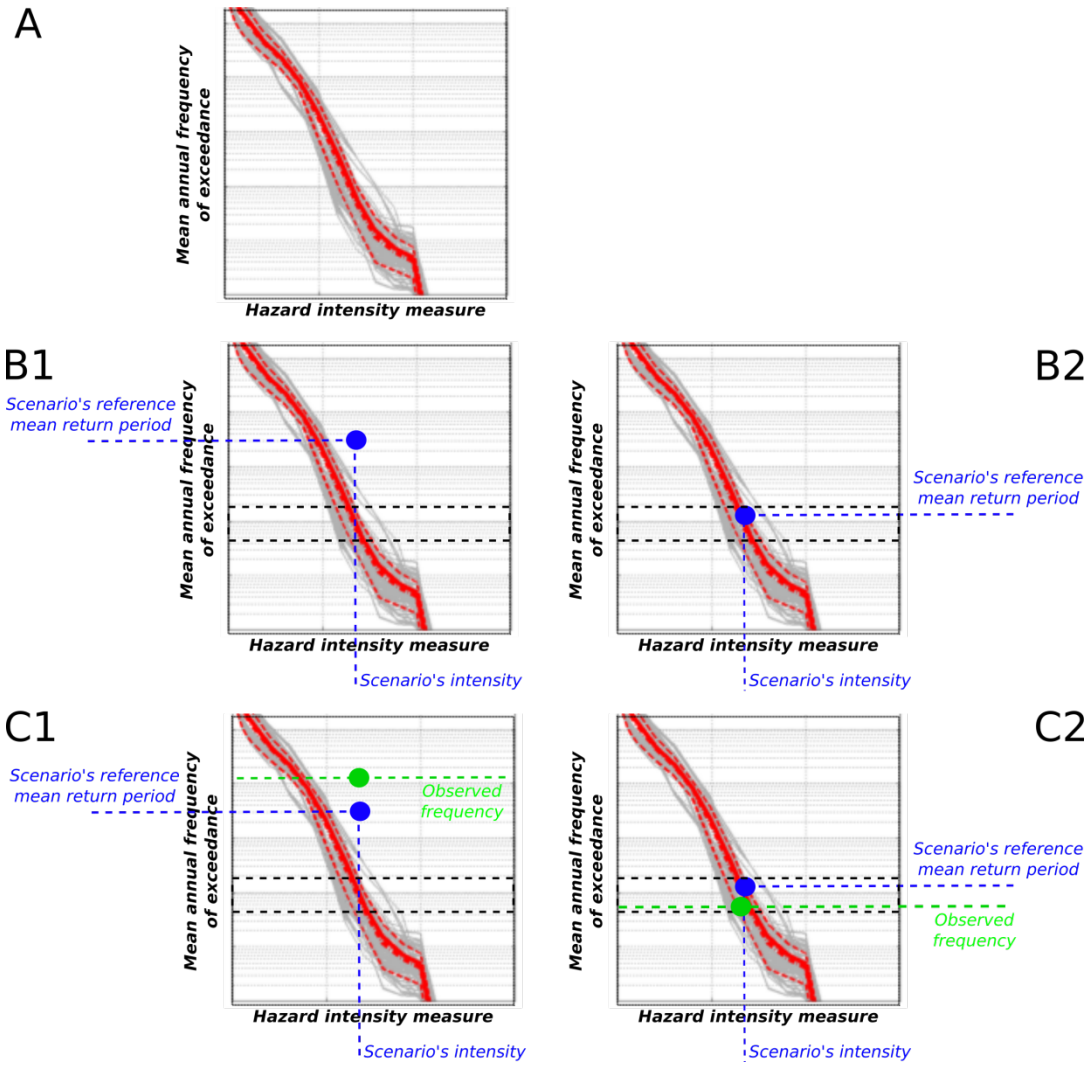 A
Mean annual frequency
of exceedance
Hazard intensity measure
B1
Scenario's reference
mean return period
Mean annual frequency
of exceedance
Hazard intensity measure
Scenario's intensity
B2
Mean annual frequency
of exceedance
Scenario's reference
mean return period
Hazard intensity measure
Scenario's intensity
C1
Scenario's reference
mean return period
Mean annual frequency
of exceedance
Observed
frequency
Hazard intensity measure
Scenario's intensity
C2
Mean annual frequency
of exceedance
Scenario's reference
mean return period
Observed
frequency
Hazard intensity measure
Scenario's intensity